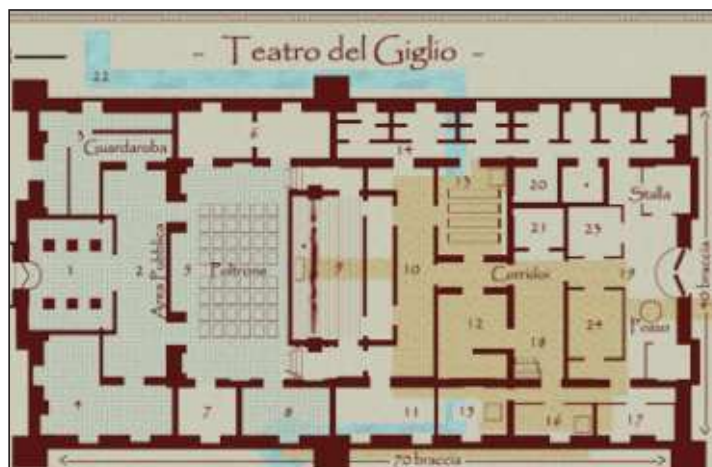 - Teatro del Giglio -
22
6
3
Guardaroba
14
13
20
Stalla
21
23
1
2
Area Pubblica
5
Poltrone
9
10
Corridoi
19
40 braccia
12
18
24
Pozzo
4
7
8
11
15
16
17
70 braccia